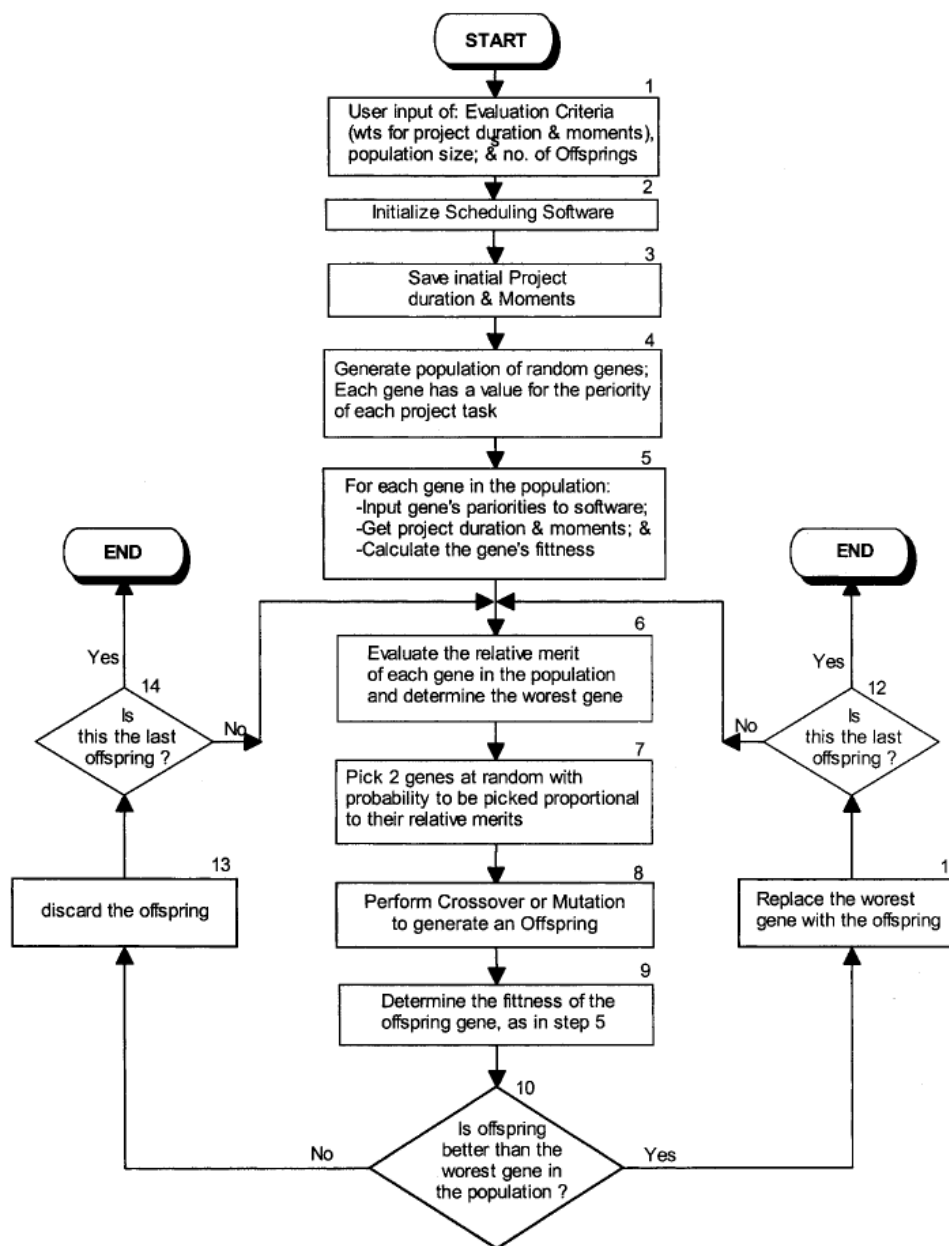 START
1
User input of: Evaluation Criteria
(wts for project duration & moments),
s
population size; & no. of Offsprings
2
Initialize Scheduling Software
3
Save inatial Project
duration & Moments
4
Generate population of random genes;
Each gene has a value for the periority
of each project task
5
For each gene in the population:
-Input gene's pariorities to software;
-Get project duration & moments; &
-Calculate the gene's fittness
END
END
6
Evaluate the relative merit
of each gene in the population
and determine the worest gene
Yes
14
Is
this the last
offspring ?
No
Yes
12
Is
this the last
offspring ?
No
7
Pick 2 genes at random with
probability to be picked proportional
to their relative merits
13
discard the offspring
8
Perform Crossover or Mutation
to generate an Offspring
1
Replace the worest
gene with the offspring
9
Determine the fittness of the
offspring gene, as in step 5
10
Is offspring
better than the
worest gene in
the population ?
No
Yes